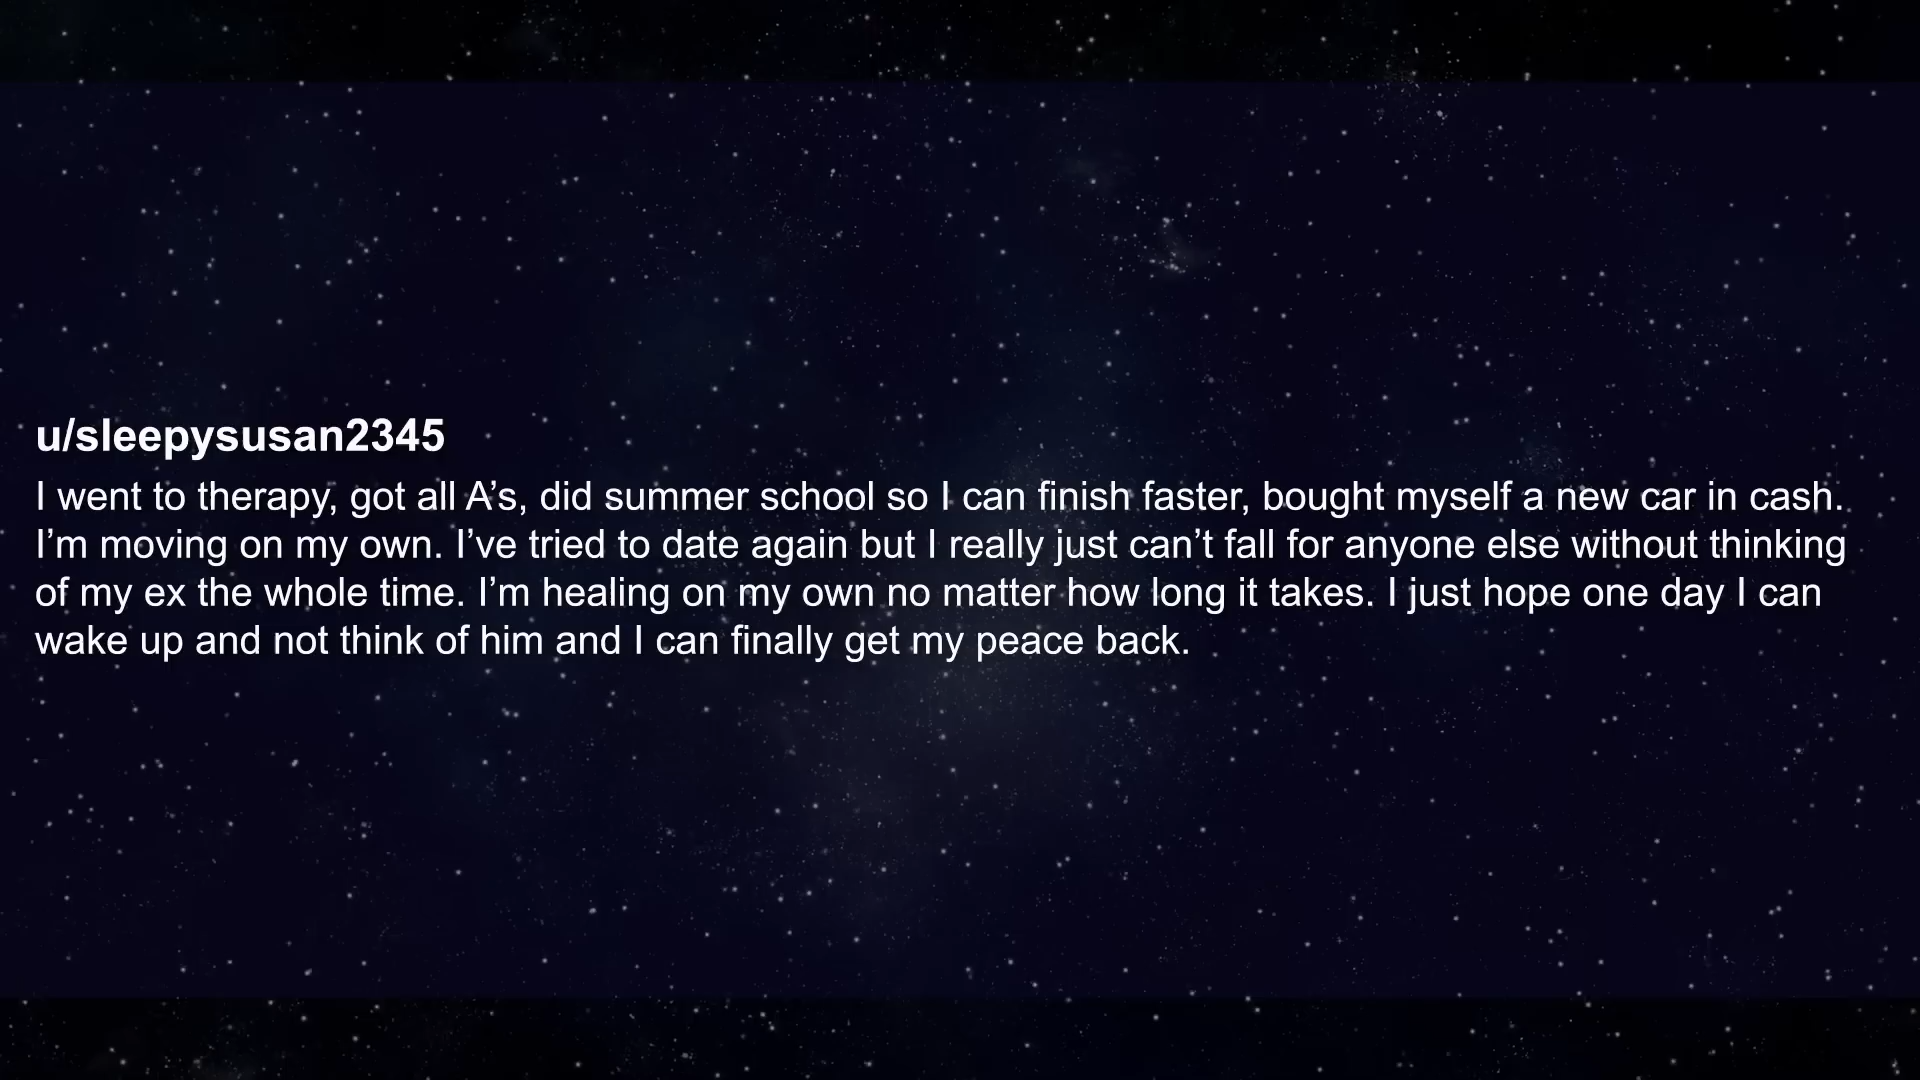 u/sleepysusan2345
I went to therapy, got all A’s, did summer school so I can finish faster, bought myself a new car in cash.
I’m moving on my own. I’ve tried to date again but I really just can’t fall for anyone else without thinking
of my ex the whole time. I’m healing on my own no matter how long it takes. I just hope one day I can
wake up and not think of him and I can finally get my peace back.